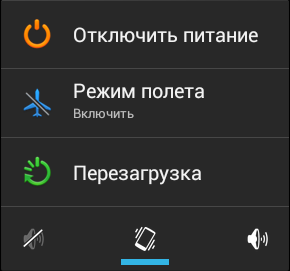 Отключить питание
Режим полета
Включить
Перезагрузка